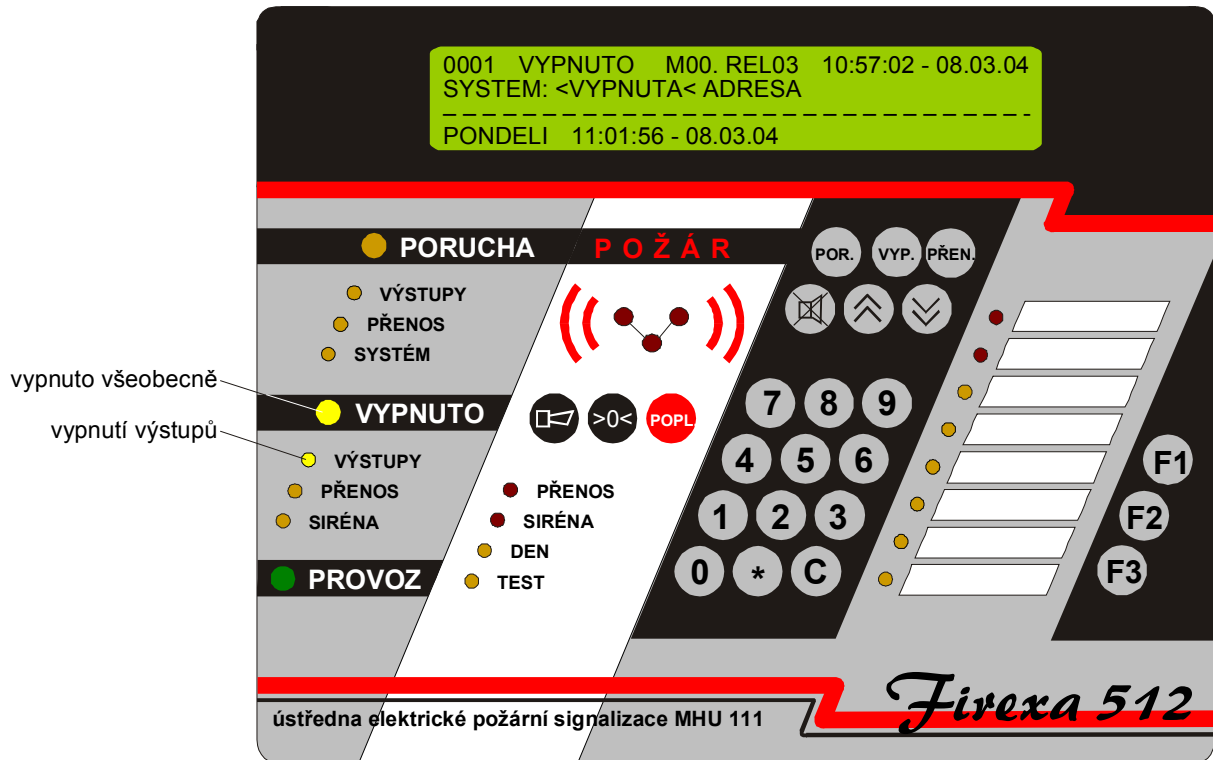 0001 VYPNUTO M00. REL03 10:57:02 - 08.03.04
SYSTEM: <VYPNUTA< ADRESA
PONDELI 11:01:56 - 08.03.04
PORUCHA
POŽÁR
VÝSTUPY
PŘENOS
SYSTÉM
vypnuto všeobecně
vypnutí výstupů
VYPNUTO
VÝSTUPY
PŘENOS
SIRÉNA
PROVOZ
>0<
POPL.
PŘENOS
SIRÉNA
DEN
TEST
POR. VYP. PŘEN.
7 8 9
4 5 6
1 2 3
0 * C
F1
F2
F3
ústředna elektrické požární signalizace MHU 111
Firexa 512